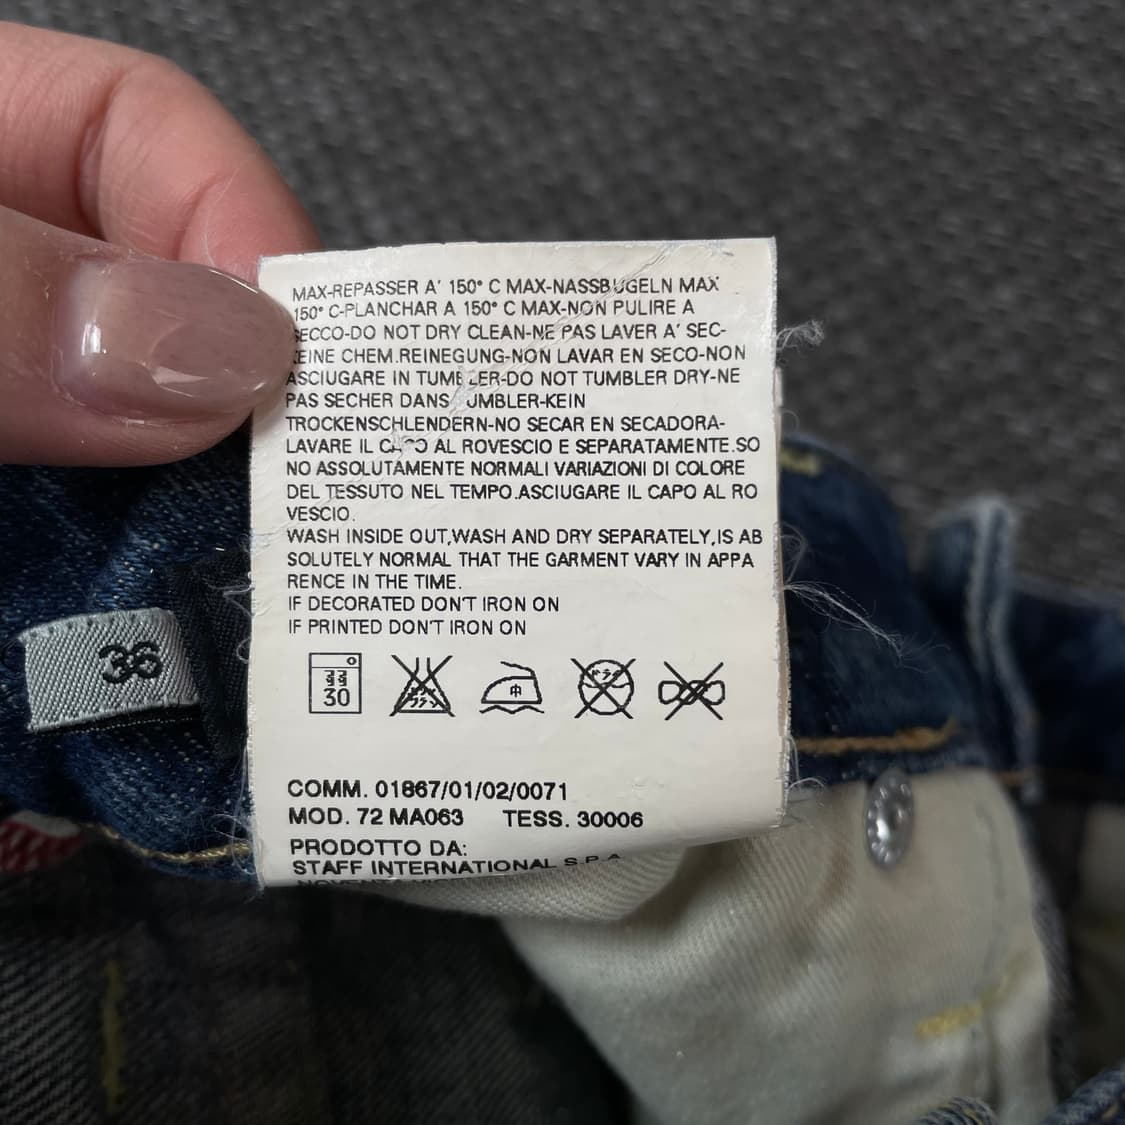 MAX-REPASSER A' 150° C MAX-NASSBUGELN MAX
150° C-PLANCHAR A 150° C MAX-NON PULIRE A
SECCO-DO NOT DRY CLEAN-NE PAS LAVER A' SEC-
CHEM.REINEGUNG-NON LAVAR EN SECO-NON
ASCIUGARE IN TUMBLER-DO NOT TUMBLER DRY-NE
PAS SECHER DANS UMBLER-KEIN
TROCKENSCHLENDERN-NO SECAR EN SECADORA-
LAVARE IL CAPO AL ROVESCIO E SEPARATAMENTE.SO
NO ASSOLUTAMENTE NORMALI VARIAZIONI DI COLORE
DEL TESSUTO NEL TEMPO.ASCIUGARE IL CAPO AL RO
VESCIO.
WASH INSIDE OUT,WASH AND DRY SEPARATELY,IS AB
SOLUTELY NORMAL THAT THE GARMENT VARY IN APPA
RENCE IN THE TIME.
IF DECORATED DON'T IRON ON
IF PRINTED DON'T IRON ON
36
30 中
COMM. 01867/01/02/0071
MOD. 72 MA063 TESS. 30006
PRODOTTO DA:
STAFF INTERNATIONAL S.P.A